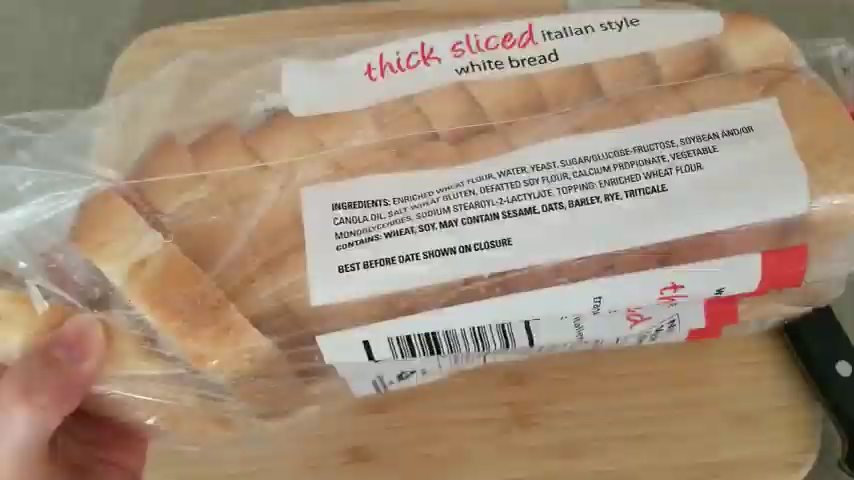 thick sliced italian style
white bread
INGREDIENTS: ENRICHED WHEAT FLOUR, WATER, YEAST, SUGAR/GLUCOSE-FRUCTOSE, SOYBEAN AND/OR
CANOLA OIL, SALT, WHEAT GLUTEN, DEFATTED SOY FLOUR, CALCIUM PROPIONATE, VEGETABLE
MONOGLYCERIDES, SODIUM STEAROYL-2-LACTYLATE, TOPPING: ENRICHED WHEAT FLOUR.
CONTAINS: WHEAT, SOY, MAY CONTAIN SESAME, OATS, BARLEY, RYE, TRITICALE.
BEST BEFORE DATE SHOWN ON CLOSURE
th